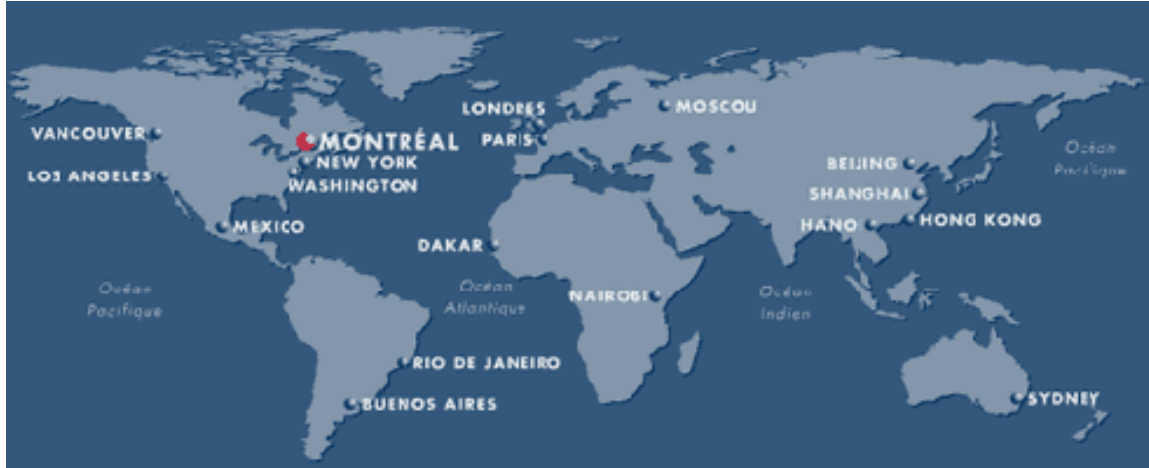 LONDRES
MOSCOU
VANCOUVER
MONTRÉAL
PARIS
NEW YORK
Océan
Pacifique
BEIJING
LOS ANGELES
WASHINGTON
SHANGHAI
MEXICO
HANO
HONG KONG
DAKAR
Océan
Pacifique
Océan
Atlantique
NAIROBI
Océan
Indien
RIO DE JANEIRO
BUENOS AIRES
SYDNEY